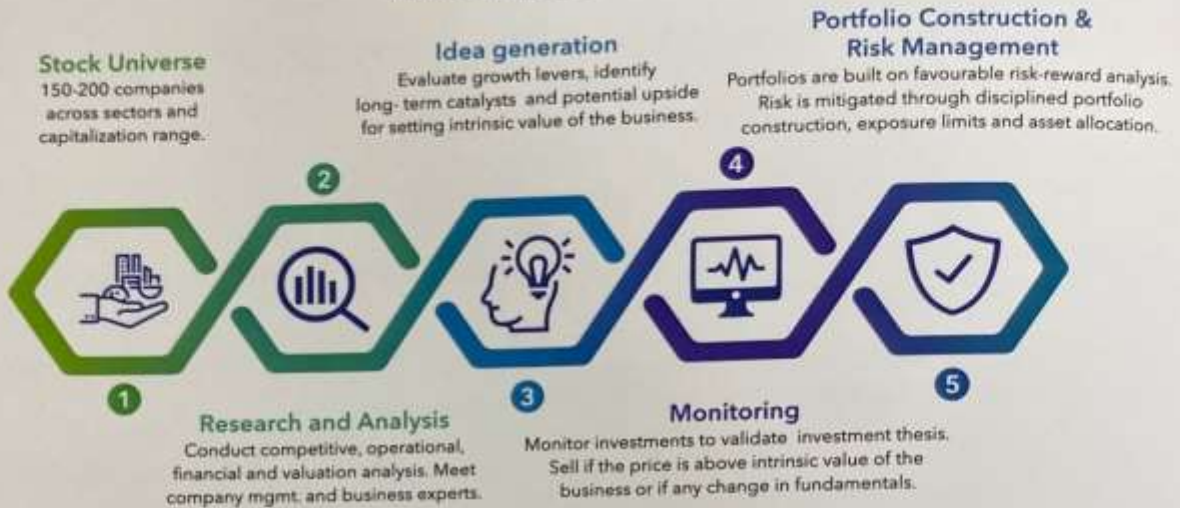 Stock Universe
150-200 companies
across sectors and
capitalization range.
1
2
Research and Analysis
Conduct competitive, operational,
financial and valuation analysis. Meet
company mgmt. and business experts.
Idea generation
Evaluate growth levers, identify
long- term catalysts and potential upside
for setting intrinsic value of the business.
3
4
Monitoring
Monitor investments to validate investment thesis.
Sell if the price is above intrinsic value of the
business or if any change in fundamentals.
Portfolio Construction &
Risk Management
Portfolios are built on favourable risk-reward analysis.
Risk is mitigated through disciplined portfolio
construction, exposure limits and asset allocation.
5